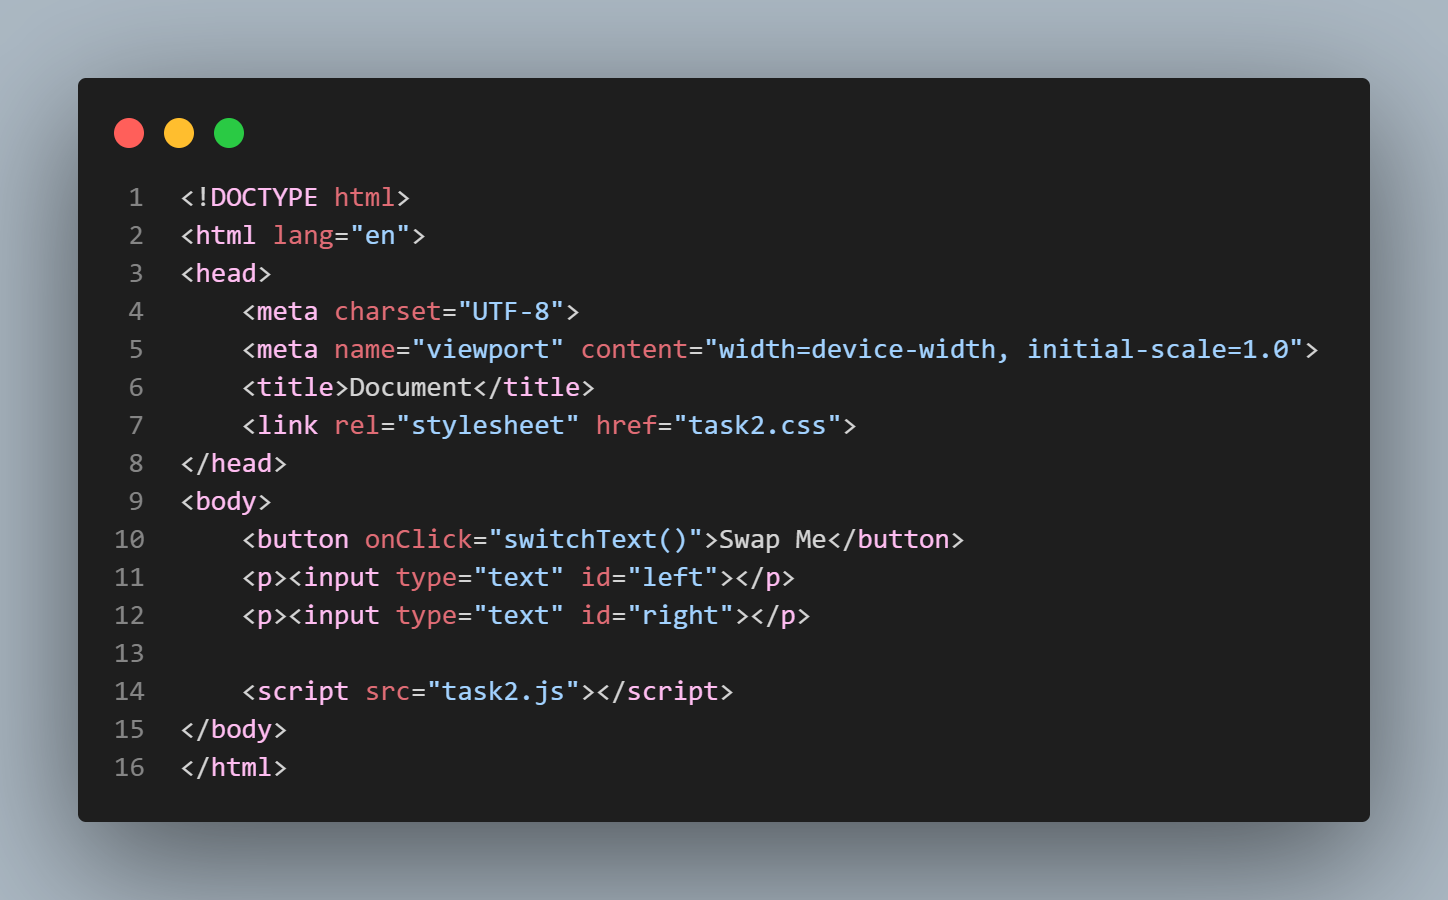 1 <!DOCTYPE html>
2 <html lang="en">
3 <head>
4     <meta charset="UTF-8">
5     <meta name="viewport" content="width=device-width, initial-scale=1.0">
6     <title>Document</title>
7     <link rel="stylesheet" href="task2.css">
8 </head>
9 <body>
10     <button onClick="switchText()">Swap Me</button>
11     <p><input type="text" id="left"></p>
12     <p><input type="text" id="right"></p>
13
14     <script src="task2.js"></script>
15 </body>
16 </html>